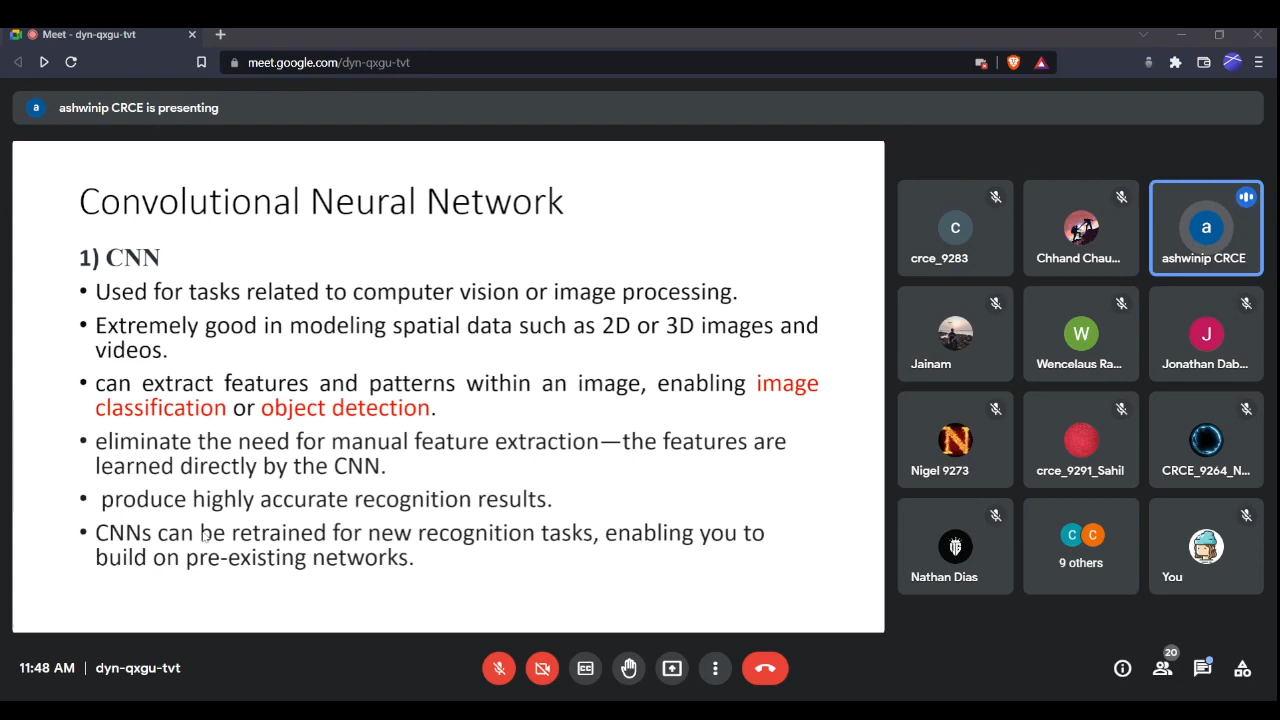 Meet - dyn-qxgu-tvt
meet.google.com/dyn-qxgu-tvt
a
ashwinip CRCE is presenting
Convolutional Neural Network
1) CNN
• Used for tasks related to computer vision or image processing.
• Extremely good in modeling spatial data such as 2D or 3D images and
videos.
• can extract features and patterns within an image, enabling image
classification or object detection.
• eliminate the need for manual feature extraction—the features are
learned directly by the CNN.
• produce highly accurate recognition results.
• CNNs can be retrained for new recognition tasks, enabling you to
build on pre-existing networks.
c
crce_9283
Chhand Chau...
a
ashwinip CRCE
Jainam
W
Wencelaus Ra...
J
Jonathan Dab...
N
Nigel 9273
crce_9291_Sahil
CRCE_9264_N...
Nathan Dias
C C
9 others
You
11:48 AM | dyn-qxgu-tvt
20